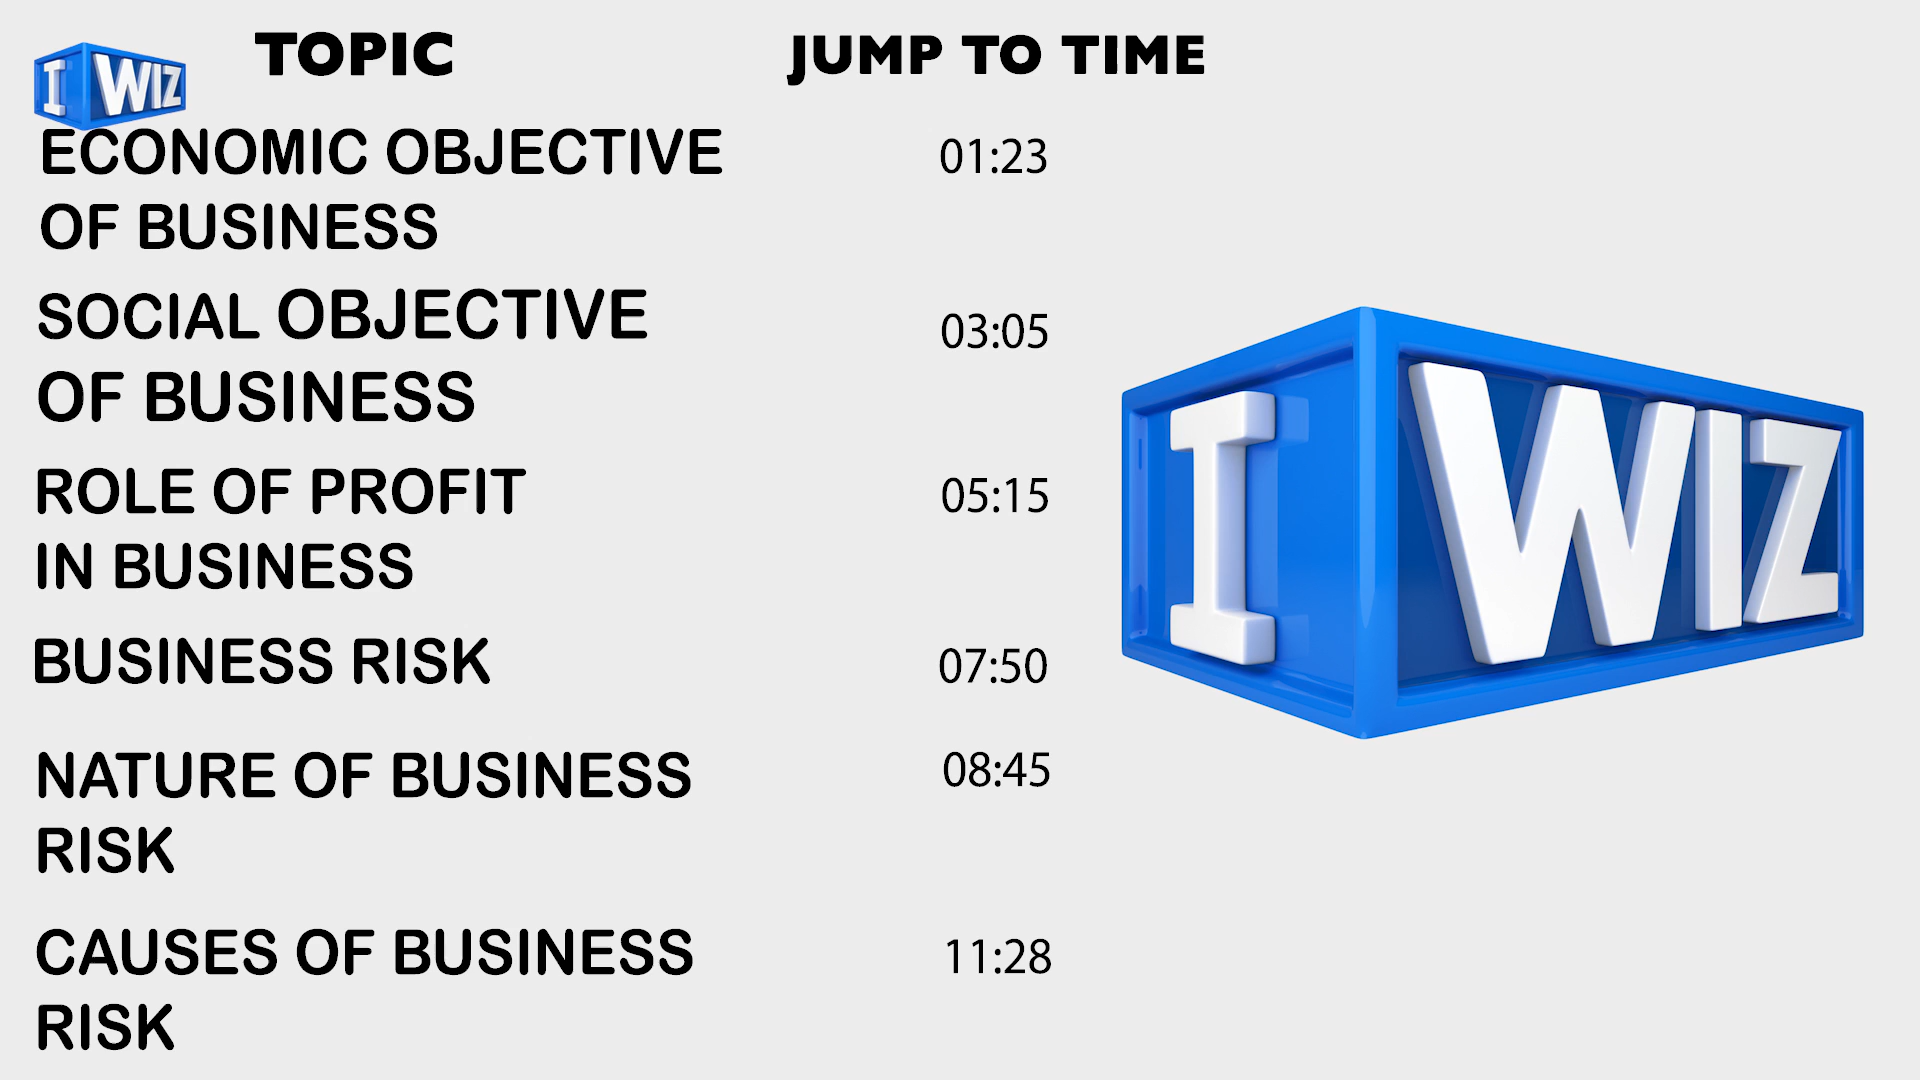 I WIZ
TOPIC JUMP TO TIME
ECONOMIC OBJECTIVE 01:23
OF BUSINESS
SOCIAL OBJECTIVE 03:05
OF BUSINESS
ROLE OF PROFIT 05:15
IN BUSINESS
BUSINESS RISK 07:50
NATURE OF BUSINESS 08:45
RISK
CAUSES OF BUSINESS 11:28
RISK
I WIZ